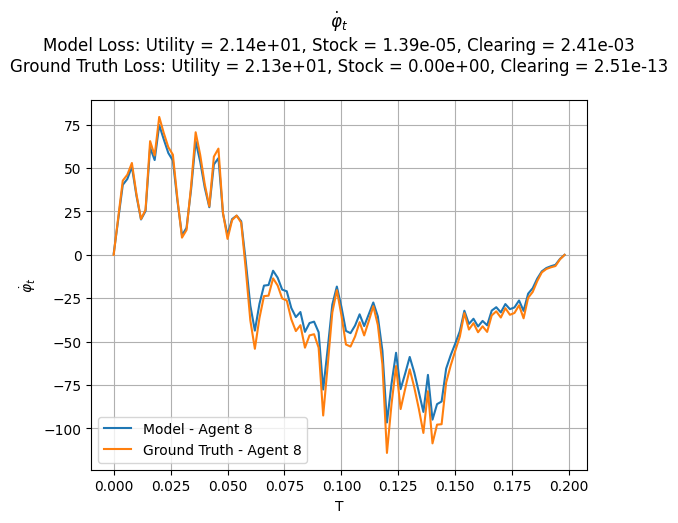 φ̇ₜ
Model Loss: Utility = 2.14e+01, Stock = 1.39e-05, Clearing = 2.41e-03
Ground Truth Loss: Utility = 2.13e+01, Stock = 0.00e+00, Clearing = 2.51e-13
75
50
25
0
−25
−50
−75
−100
φ̇ₜ
Model - Agent 8
Ground Truth - Agent 8
0.000 0.025 0.050 0.075 0.100 0.125 0.150 0.175 0.200
T